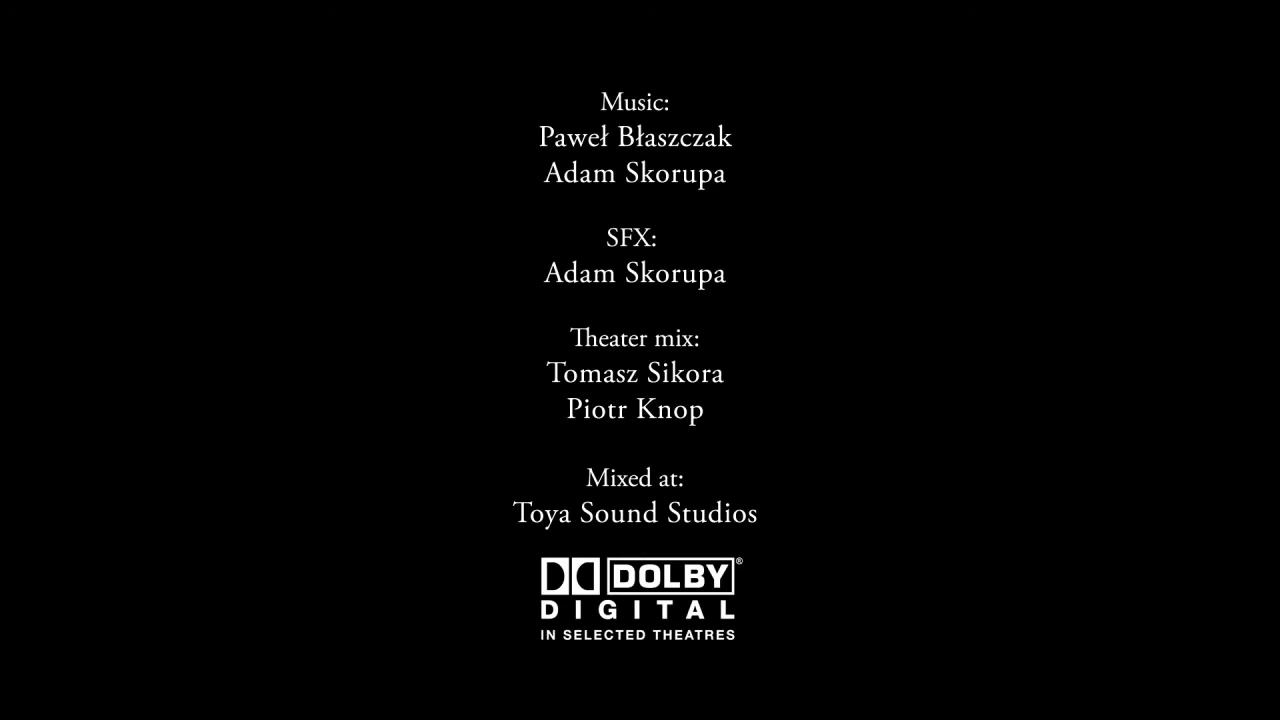 Music:
Paweł Błaszczak
Adam Skorupa
SFX:
Adam Skorupa
Theater mix:
Tomasz Sikora
Piotr Knop
Mixed at:
Toya Sound Studios
DOLBY®
DIGITAL
IN SELECTED THEATRES